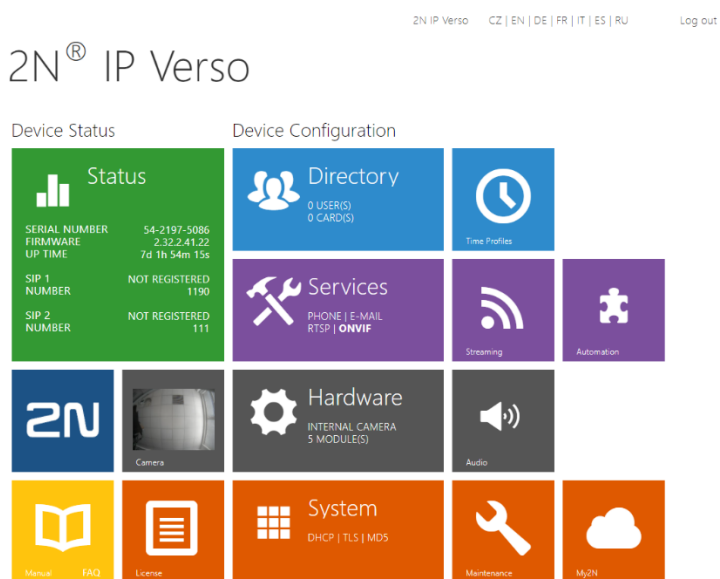 2N IP Verso CZ | EN | DE | FR | IT | ES | RU Log out
2N® IP Verso
Device Status
Device Configuration
Status
SERIAL NUMBER 54-2197-5086
FIRMWARE 2.32.2.41.22
UP TIME 7d 1h 54m 15s
SIP 1 NOT REGISTERED
NUMBER 1190
SIP 2 NOT REGISTERED
NUMBER 111
Directory
0 USER(S)
0 CARD(S)
Time Profiles
Services
PHONE | E-MAIL
RTSP | ONVIF
Streaming
Automation
2N
Camera
Hardware
INTERNAL CAMERA
5 MODULE(S)
Audio
Manual FAQ
License
System
DHCP | TLS | MD5
Maintenance
My2N